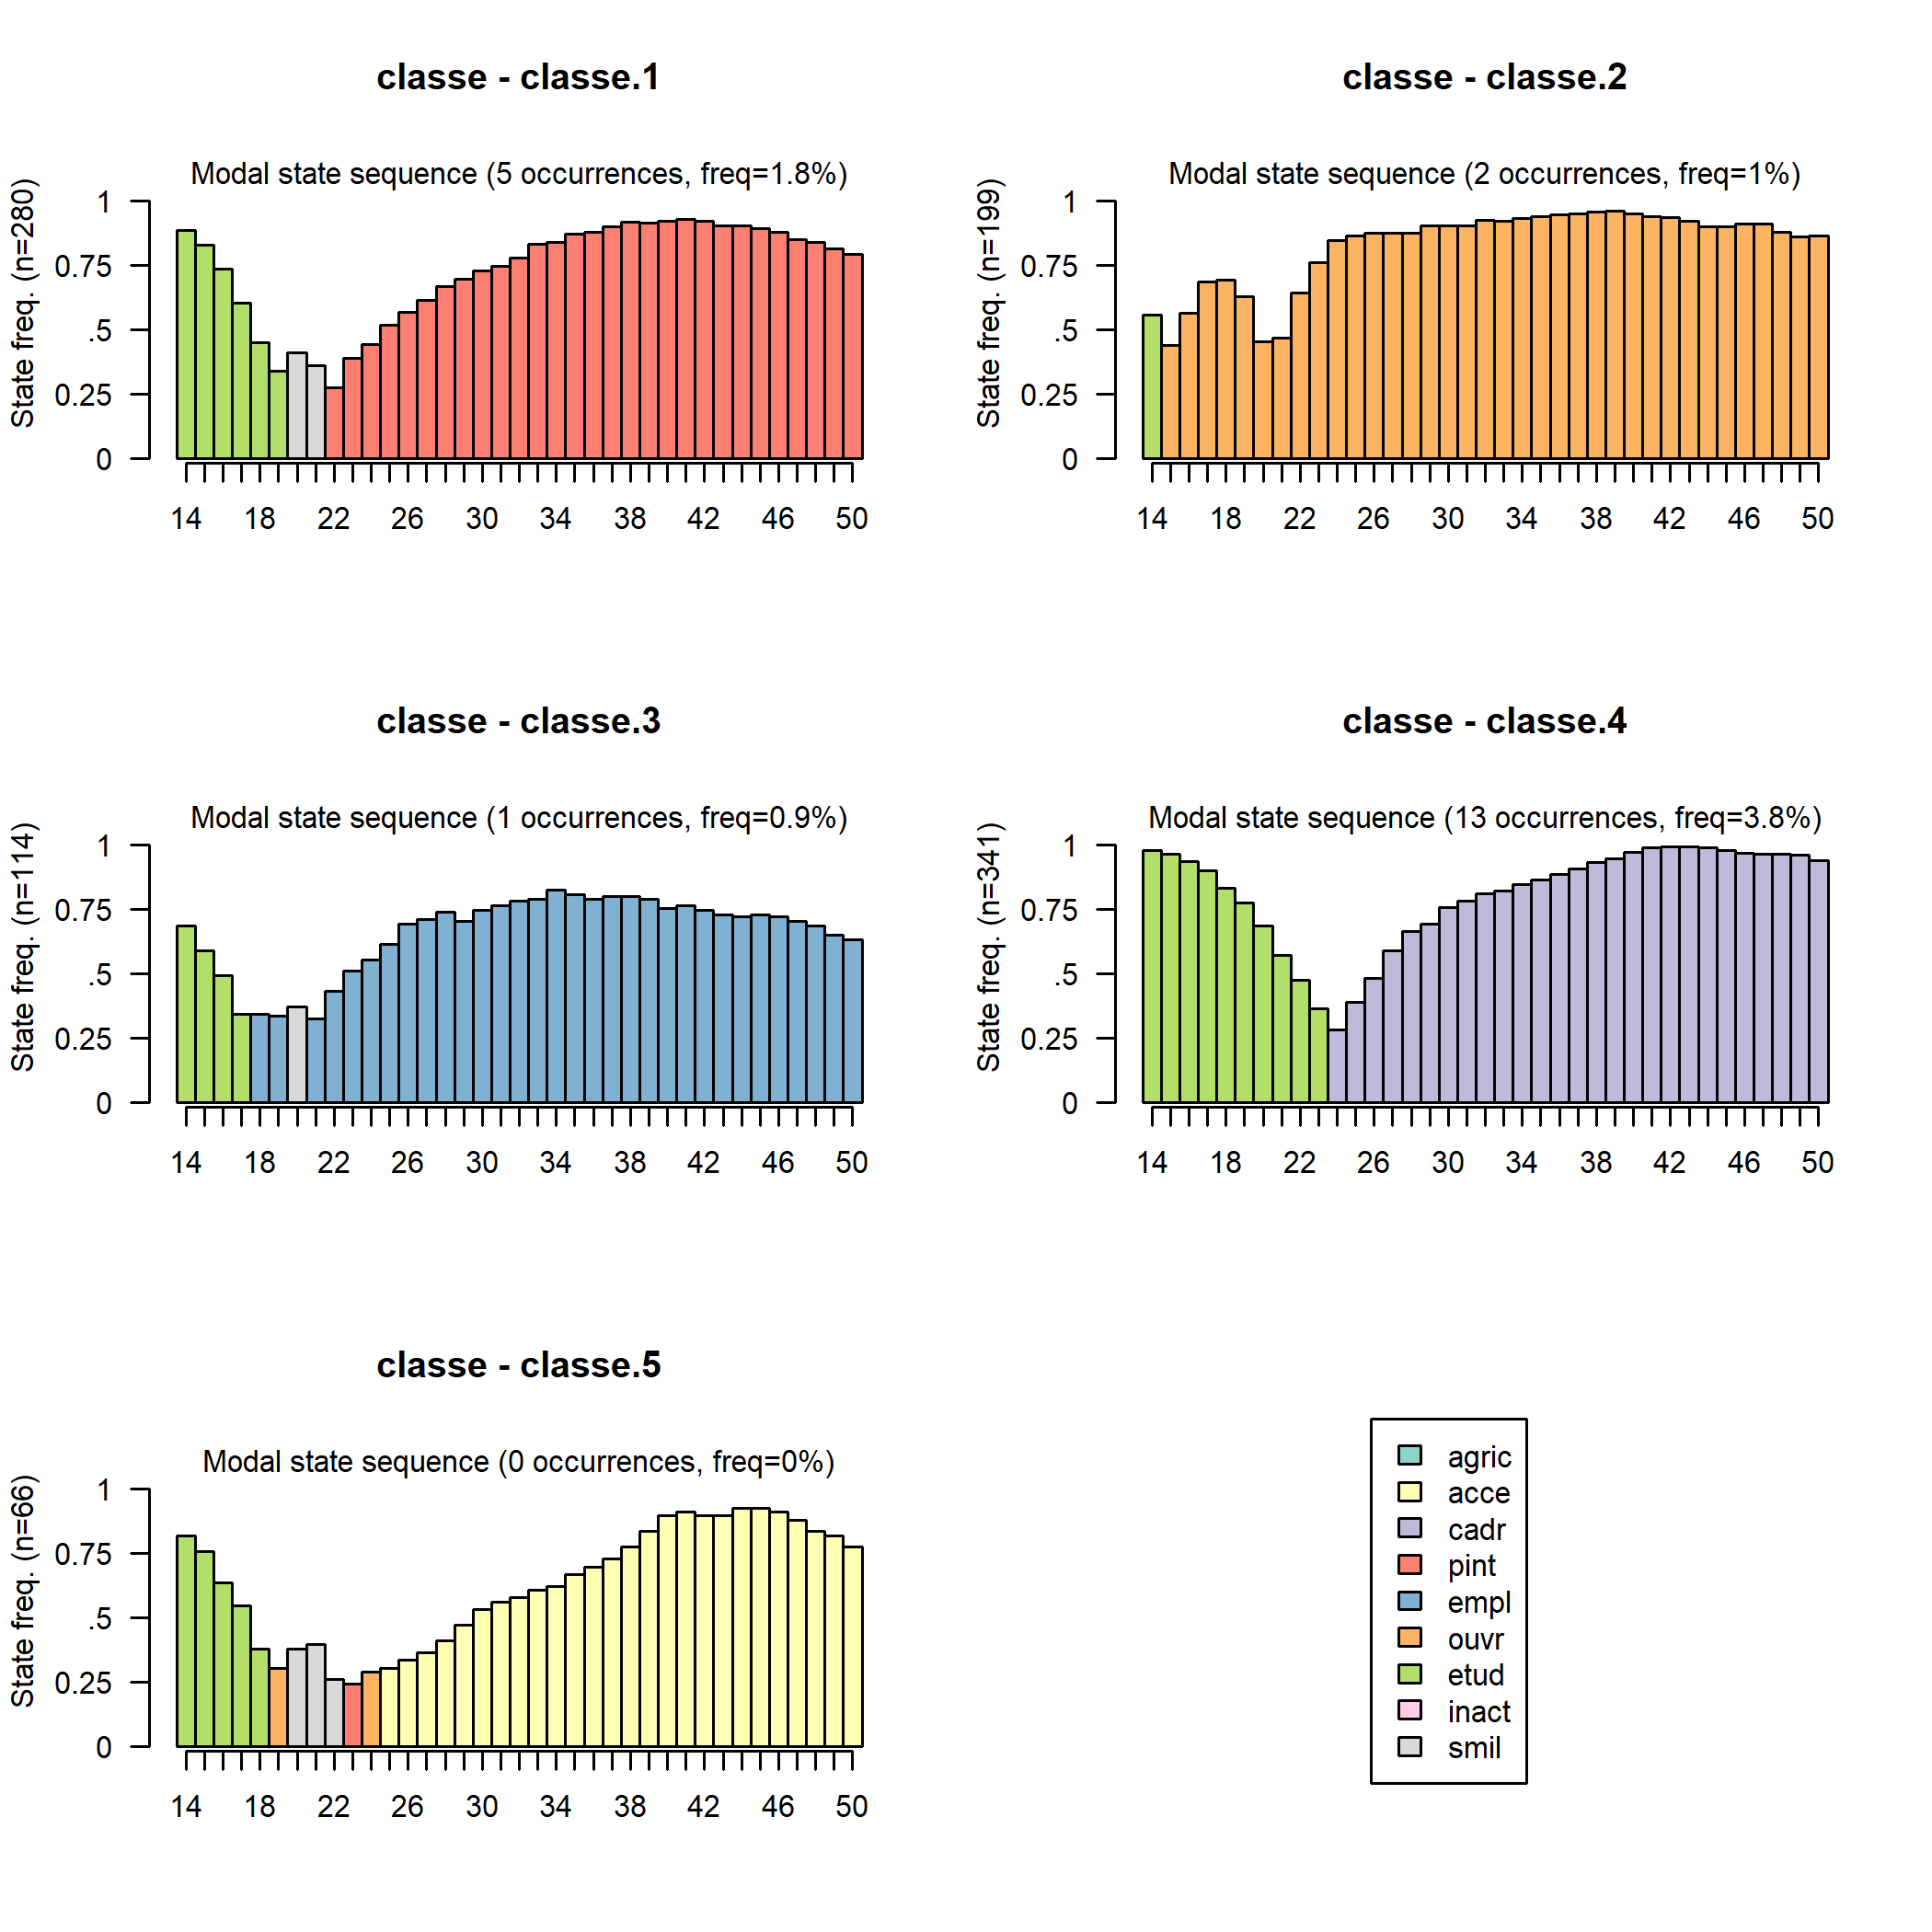 classe - classe.1
Modal state sequence (5 occurrences, freq=1.8%)
State freq. (n=280)
1
0.75
.5
0.25
0
14 18 22 26 30 34 38 42 46 50
classe - classe.2
Modal state sequence (2 occurrences, freq=1%)
State freq. (n=199)
1
0.75
.5
0.25
0
14 18 22 26 30 34 38 42 46 50
classe - classe.3
Modal state sequence (1 occurrences, freq=0.9%)
State freq. (n=114)
1
0.75
.5
0.25
0
14 18 22 26 30 34 38 42 46 50
classe - classe.4
Modal state sequence (13 occurrences, freq=3.8%)
State freq. (n=341)
1
0.75
.5
0.25
0
14 18 22 26 30 34 38 42 46 50
classe - classe.5
Modal state sequence (0 occurrences, freq=0%)
State freq. (n=66)
1
0.75
.5
0.25
0
14 18 22 26 30 34 38 42 46 50
agric
acce
cadr
pint
empl
ouvr
etud
inact
smil